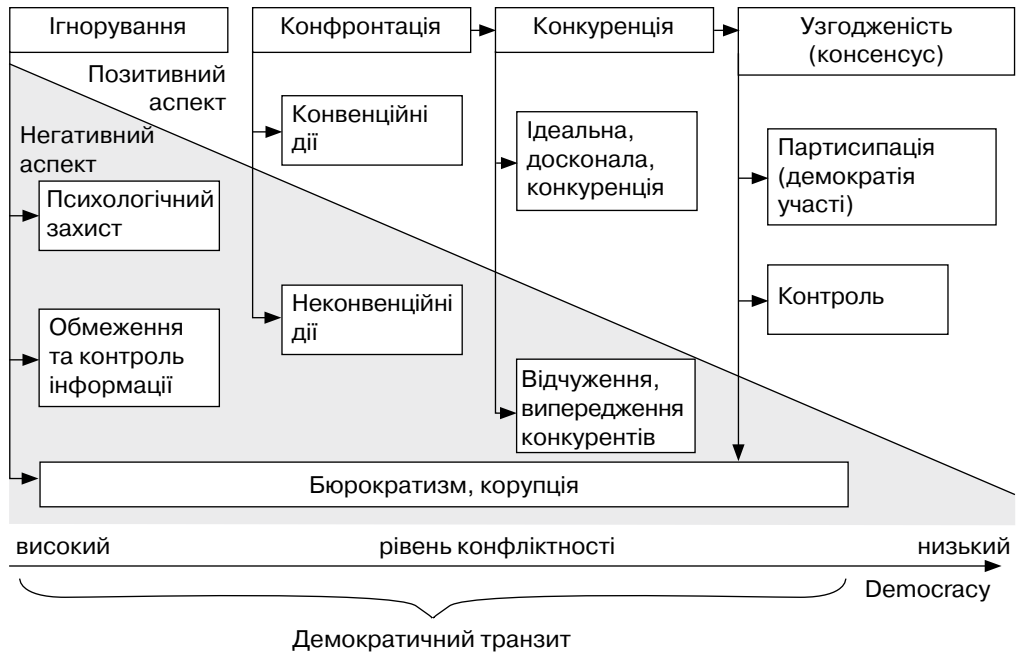 Ігнорування
Конфронтація
Конкуренція
Узгодженість
(консенсус)
Позитивний
аспект
Негативний
аспект
Психологічний
захист
Обмеження
та контроль
інформації
Конвенційні
дії
Неконвенційні
дії
Ідеальна,
досконала,
конкуренція
Відчуження,
випередження
конкурентів
Партисипація
(демократія
участі)
Контроль
Бюрократизм, корупція
високий
рівень конфліктності
низький
Democracy
Демократичний транзит